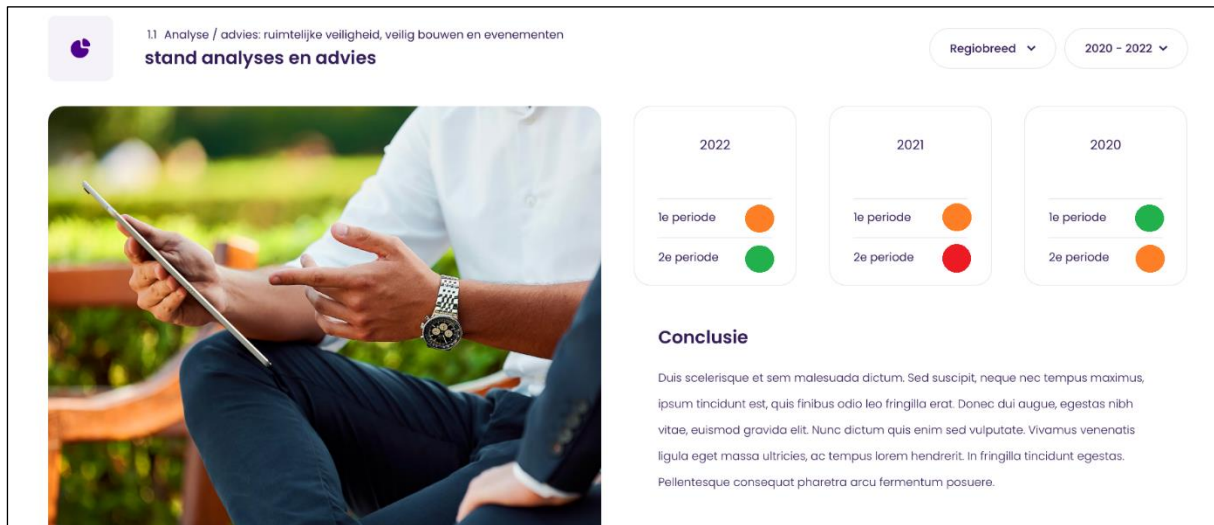 1.1 Analyse / advies: ruimtelijke veiligheid, veilig bouwen en evenementen
stand analyses en advies
Regiobreed
2020 - 2022
2022
1e periode
2e periode
2021
1e periode
2e periode
2020
1e periode
2e periode
Conclusie
Duis scelerisque et sem malesuada dictum. Sed suscipit, neque nec tempus maximus,
ipsum tincidunt est, quis finibus odio leo fringilla erat. Donec dui augue, egestas nibh
vitae, euismod gravida elit. Nunc dictum quis enim sed vulputate. Vivamus venenatis
ligula eget massa ultricies, ac tempus lorem hendrerit. In fringilla tincidunt egestas.
Pellentesque consequat pharetra arcu fermentum posuere.